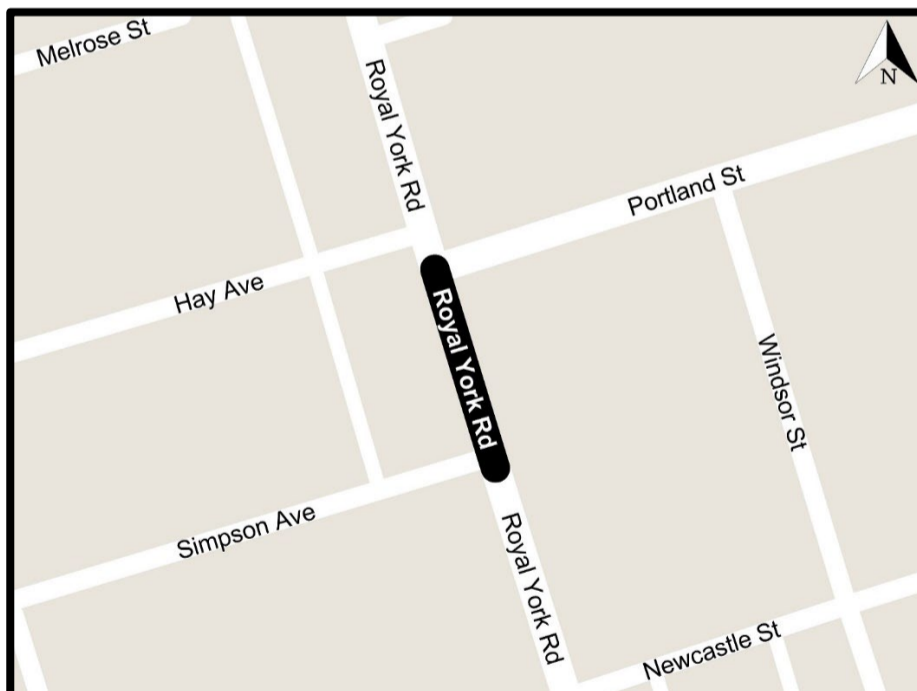 Melrose St
Royal York Rd
N
Portland St
Hay Ave
Royal York Rd
Windsor St
Simpson Ave
Royal York Rd
Newcastle St